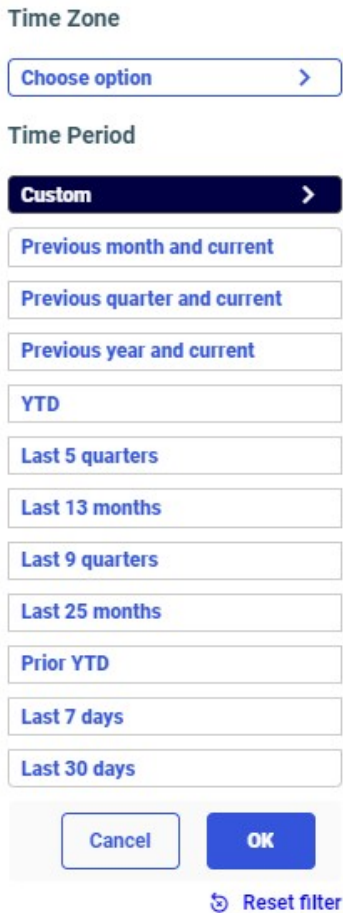 Time Zone
Choose option
Time Period
Custom
Previous month and current
Previous quarter and current
Previous year and current
YTD
Last 5 quarters
Last 13 months
Last 9 quarters
Last 25 months
Prior YTD
Last 7 days
Last 30 days
Cancel OK
Reset filter